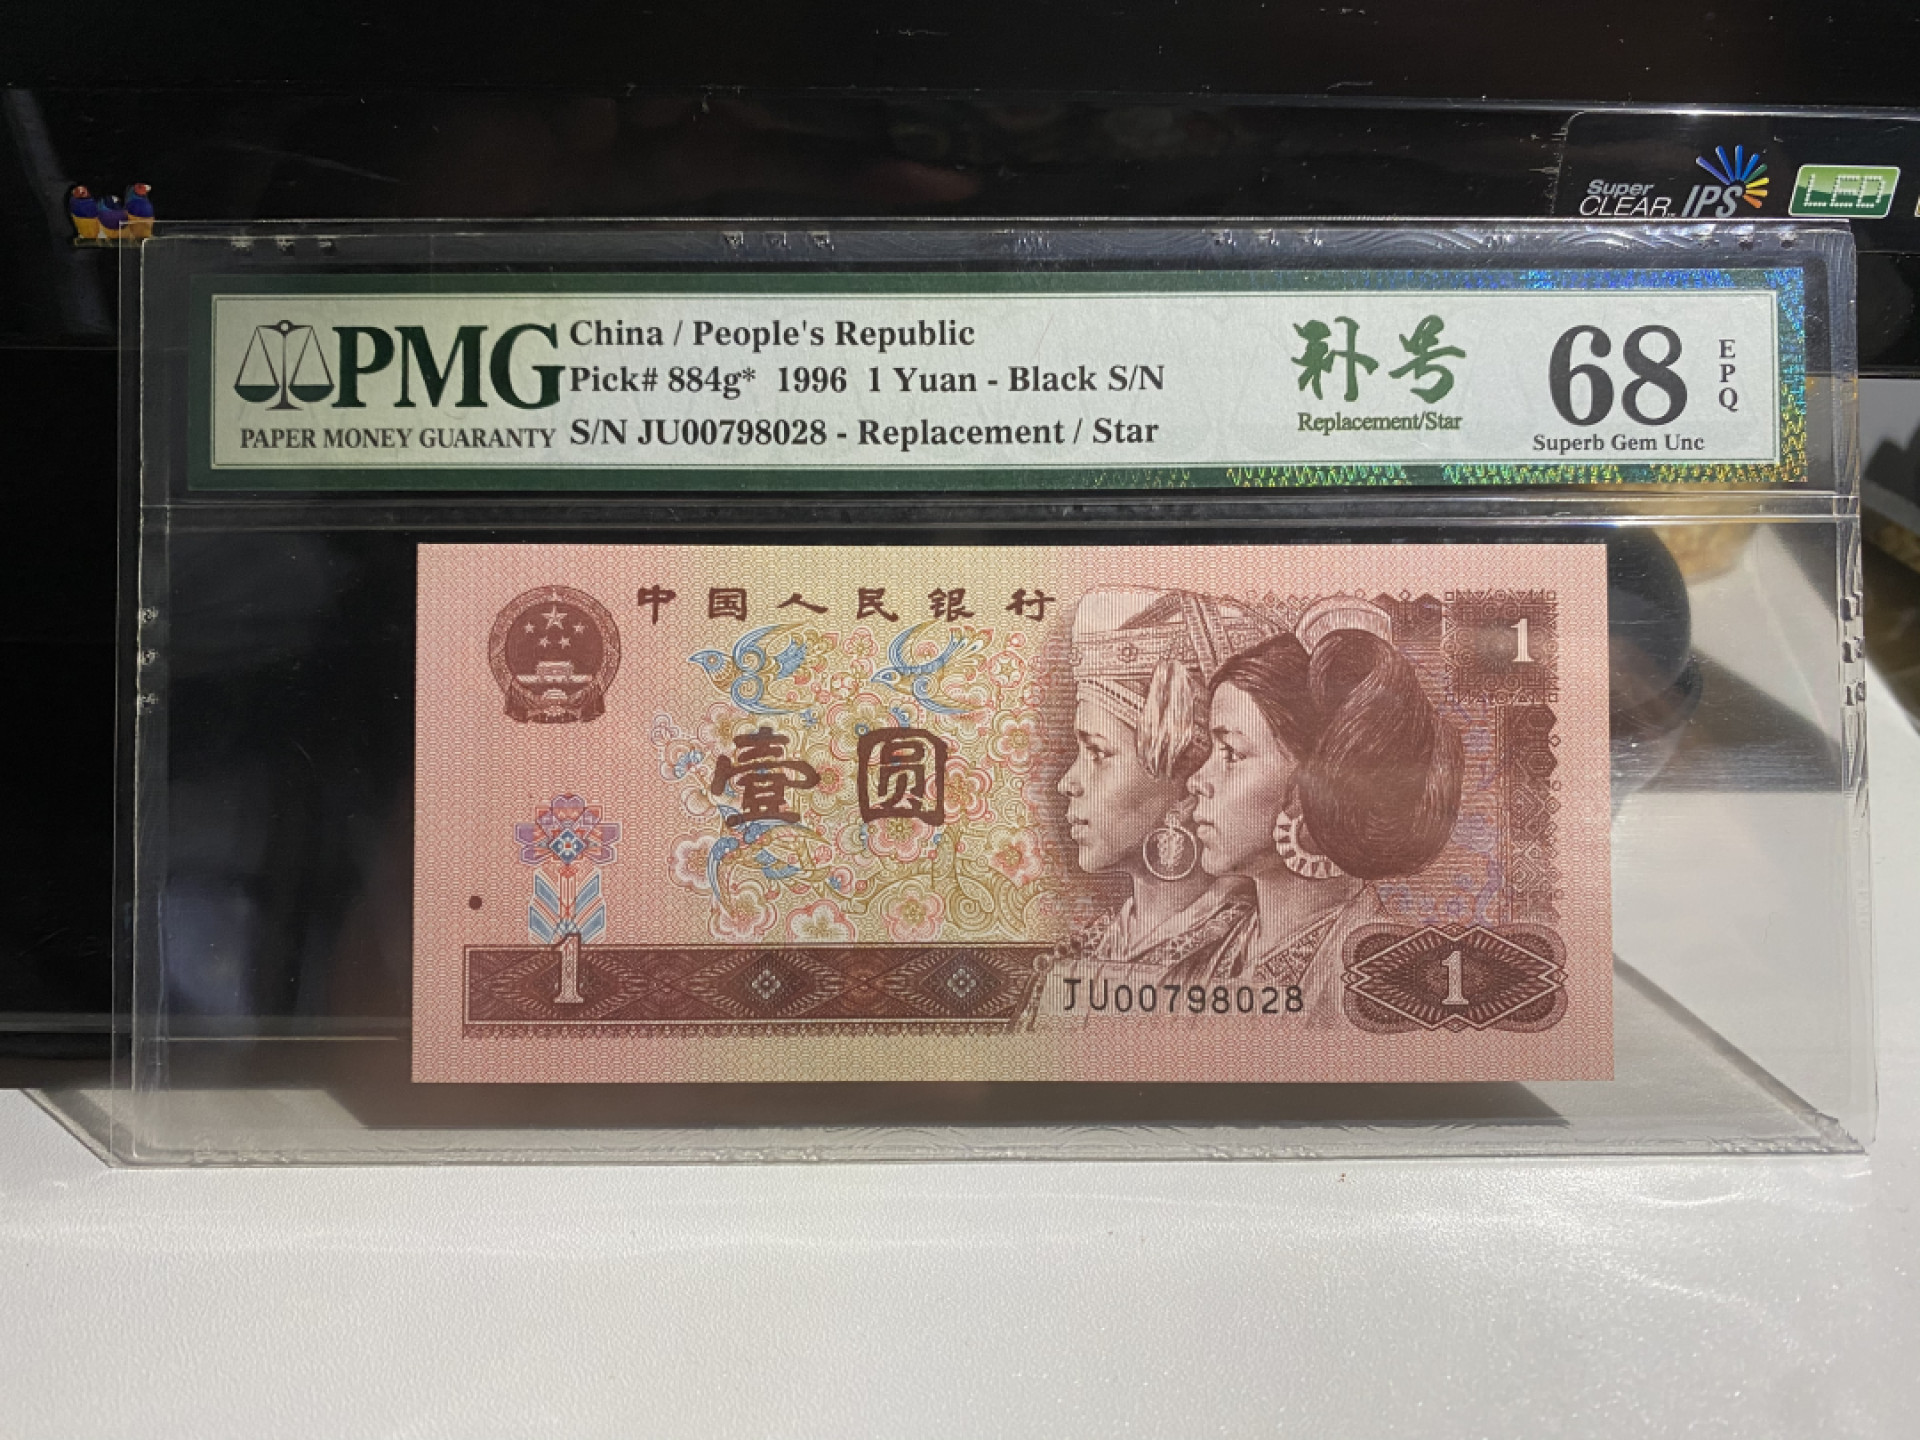 Super
CLEAR IPS LED
PMG
PAPER MONEY GUARANTY
China / People's Republic
Pick# 884g* 1996 1 Yuan - Black S/N
S/N JU00798028 - Replacement / Star
补号
Replacement/Star
68
EPQ
Superb Gem Unc
中国人民银行
1
壹圆
1
JU00798028
1